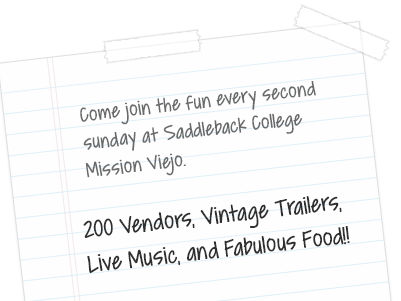 Come join the fun every second
sunday at Saddleback College
Mission Viejo.
200 Vendors, Vintage Trailers,
Live Music, and Fabulous Food!!